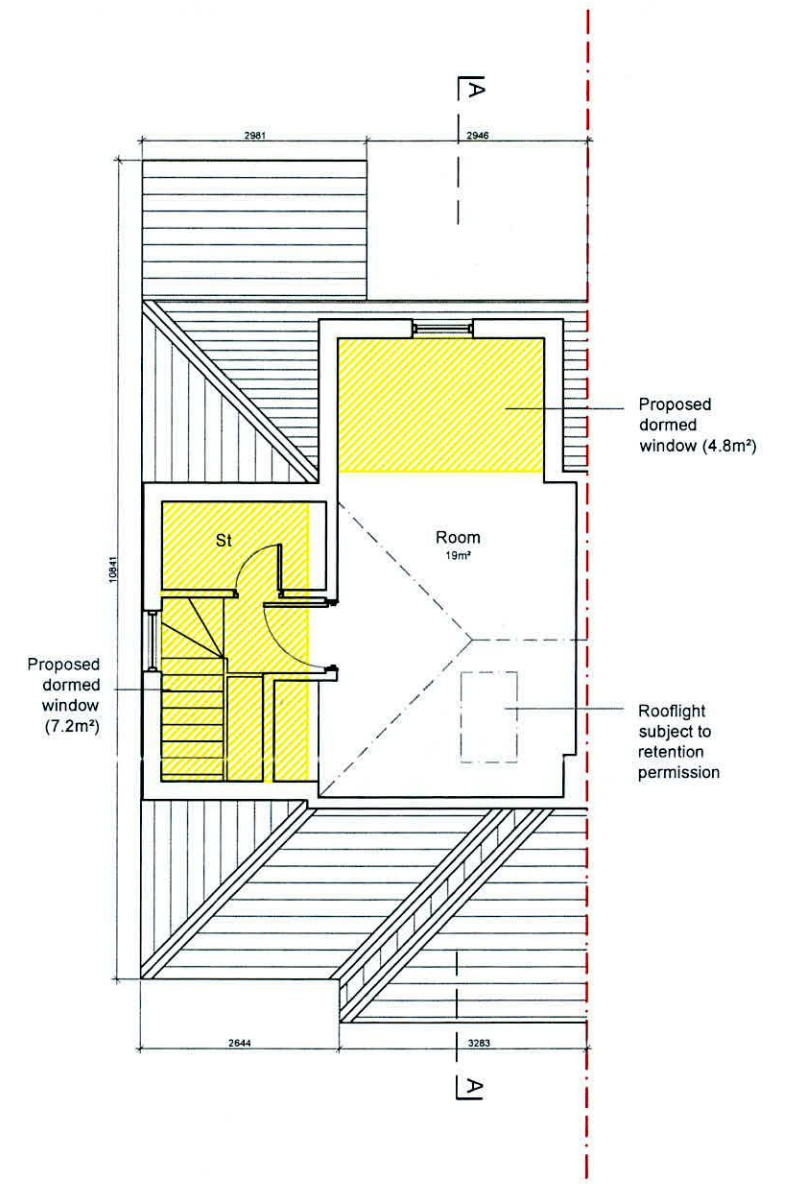 A
2981
2946
Proposed
dormed
window (4.8m²)
St
Room
19m²
10841
Proposed
dormed
window
(7.2m²)
Rooflight
subject to
retention
permission
2644
3283
A